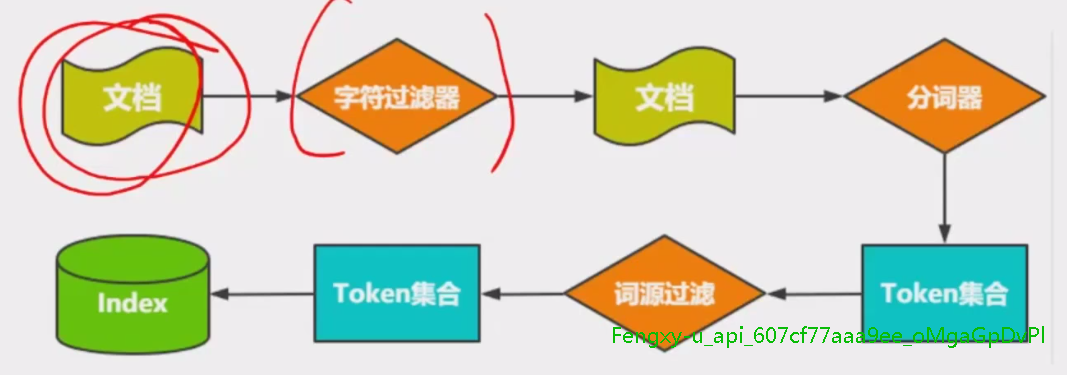 文档
字符过滤器
文档
分词器
Token集合
词源过滤
Token集合
Index
Fengxy-u_api_607cf77aaa9ee_oMgaGpDvPl